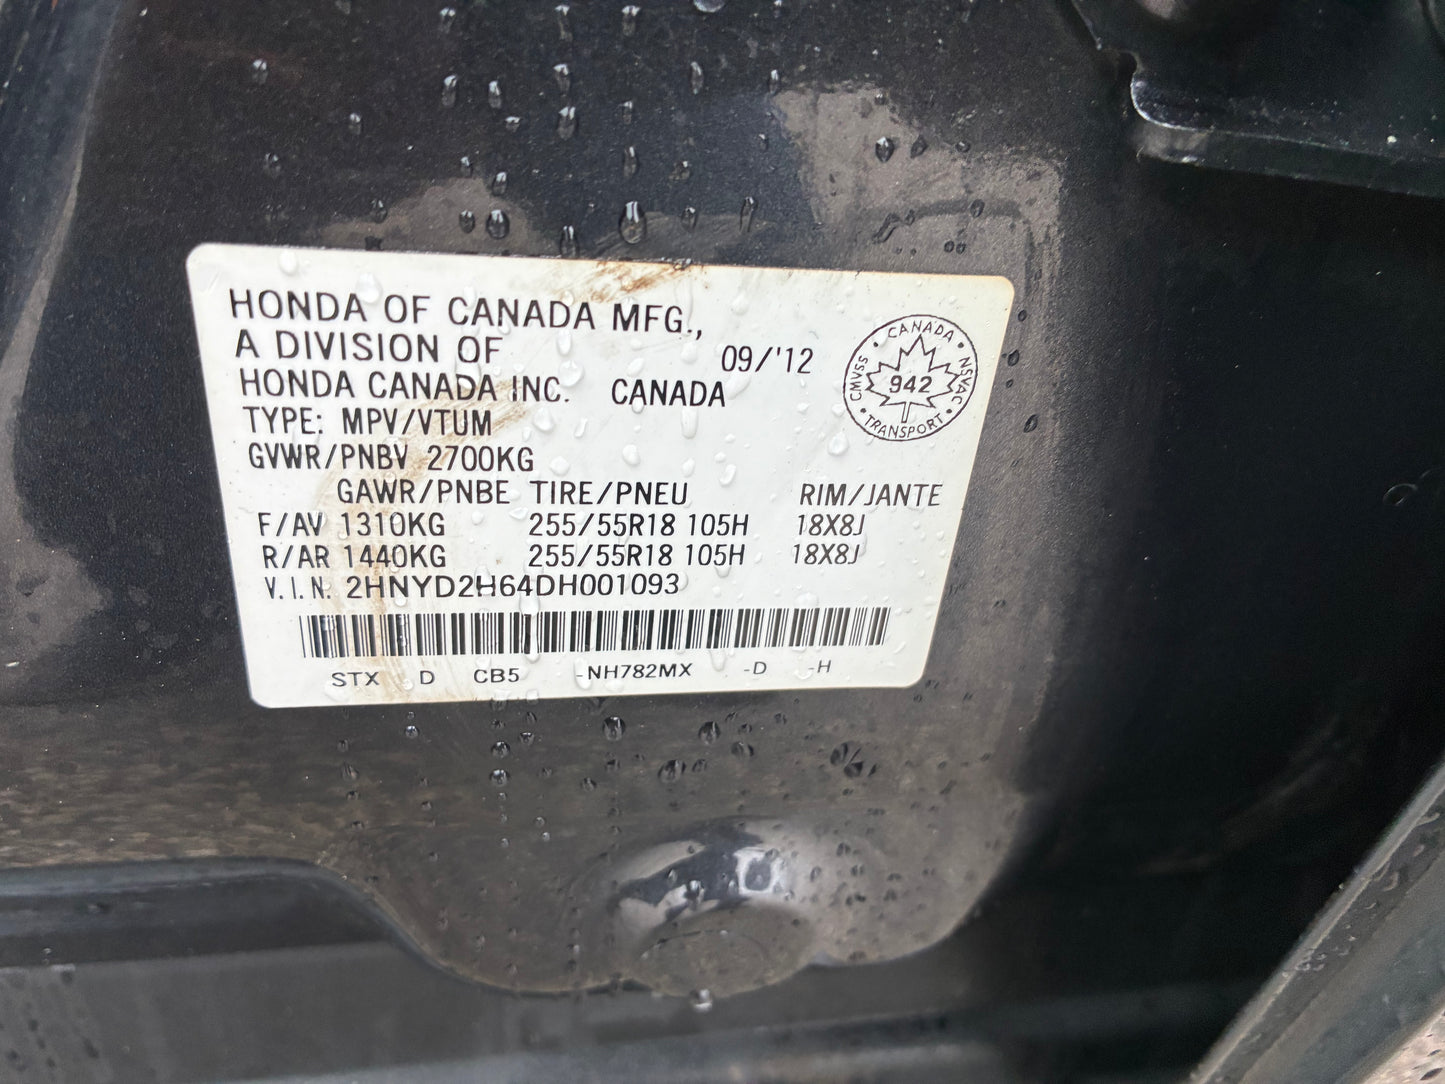 HONDA OF CANADA MFG.,
A DIVISION OF
HONDA CANADA INC. CANADA 09/'12
CANADA • NSVAC • TRANSPORT • CMVSS •
942
TYPE: MPV/VTUM
GVWR/PNBV 2700KG
GAWR/PNBE TIRE/PNEU RIM/JANTE
F/AV 1310KG 255/55R18 105H 18X8J
R/AR 1440KG 255/55R18 105H 18X8J
V.I.N. 2HNYD2H64DH001093
STX D CB5 -NH782MX -D -H